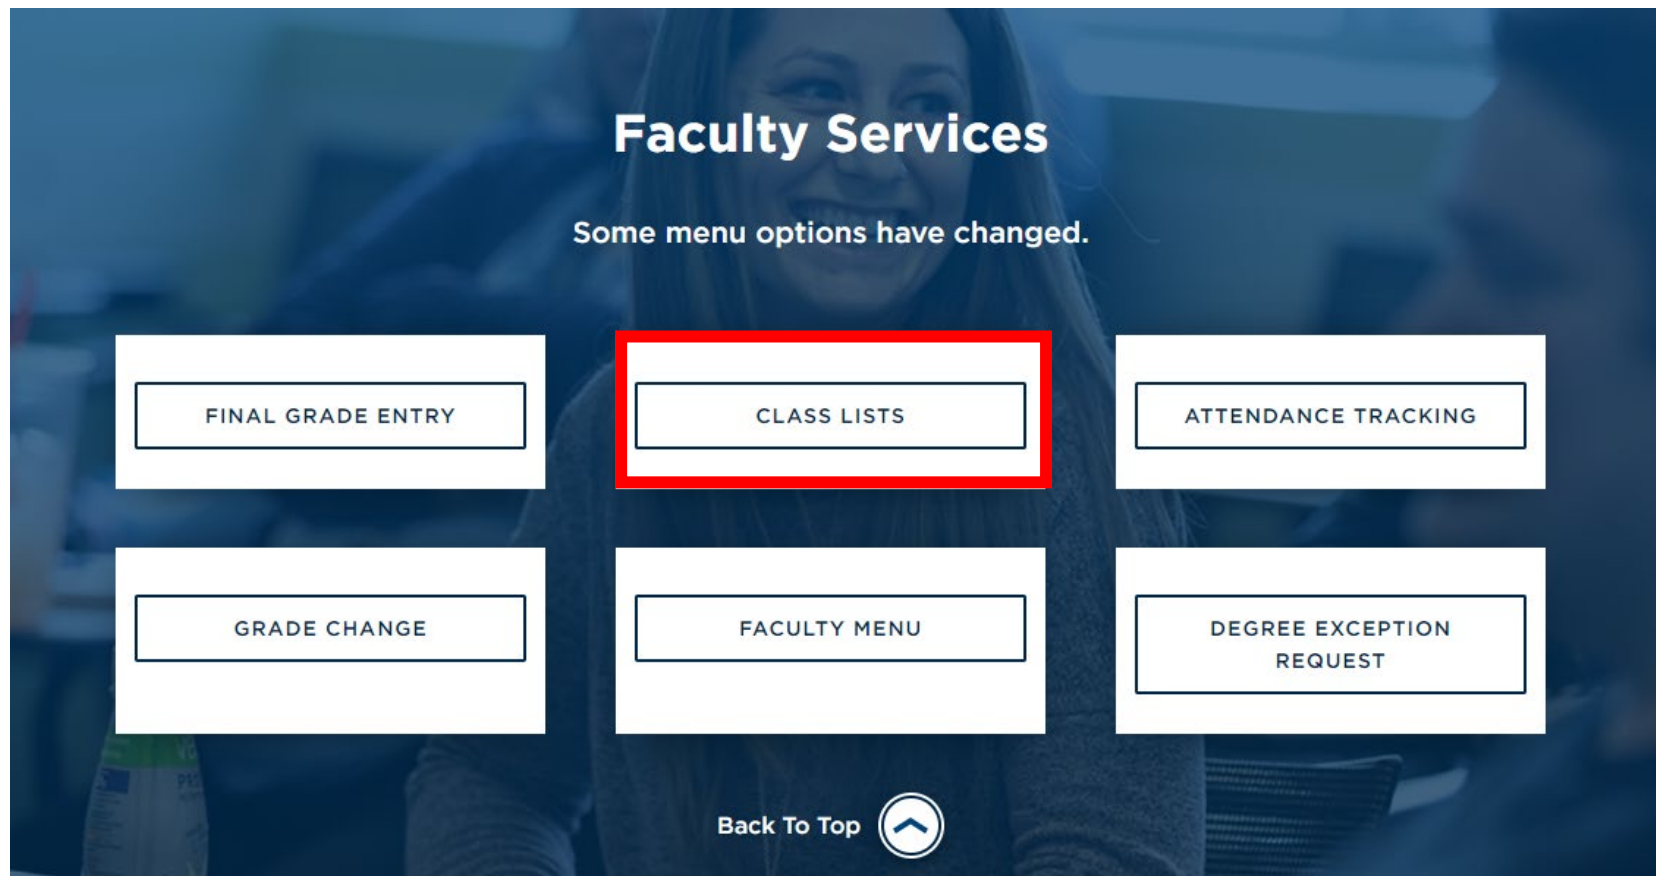 Faculty Services
Some menu options have changed.
FINAL GRADE ENTRY
CLASS LISTS
ATTENDANCE TRACKING
GRADE CHANGE
FACULTY MENU
DEGREE EXCEPTION
REQUEST
Back To Top